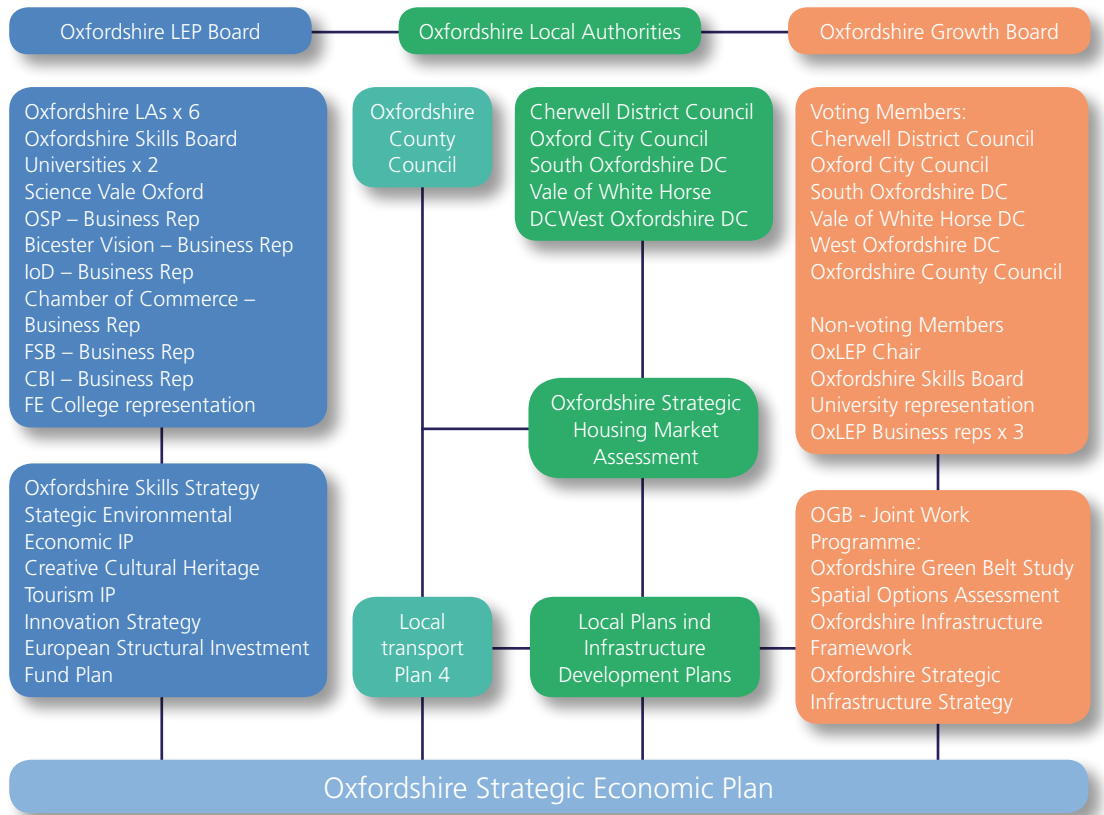 Oxfordshire LEP Board
Oxfordshire Local Authorities
Oxfordshire Growth Board
Oxfordshire LAs x 6
Oxfordshire Skills Board
Universities x 2
Science Vale Oxford
OSP – Business Rep
Bicester Vision – Business Rep
IoD – Business Rep
Chamber of Commerce –
Business Rep
FSB – Business Rep
CBI – Business Rep
FE College representation
Oxfordshire
County
Council
Cherwell District Council
Oxford City Council
South Oxfordshire DC
Vale of White Horse
DCWest Oxfordshire DC
Voting Members:
Cherwell District Council
Oxford City Council
South Oxfordshire DC
Vale of White Horse DC
West Oxfordshire DC
Oxfordshire County Council
Non-voting Members
OxLEP Chair
Oxfordshire Skills Board
University representation
OxLEP Business reps x 3
Oxfordshire Strategic
Housing Market
Assessment
Oxfordshire Skills Strategy
Stategic Environmental
Economic IP
Creative Cultural Heritage
Tourism IP
Innovation Strategy
European Structural Investment
Fund Plan
Local
transport
Plan 4
Local Plans ind
Infrastructure
Development Plans
OGB - Joint Work
Programme:
Oxfordshire Green Belt Study
Spatial Options Assessment
Oxfordshire Infrastructure
Framework
Oxfordshire Strategic
Infrastructure Strategy
Oxfordshire Strategic Economic Plan